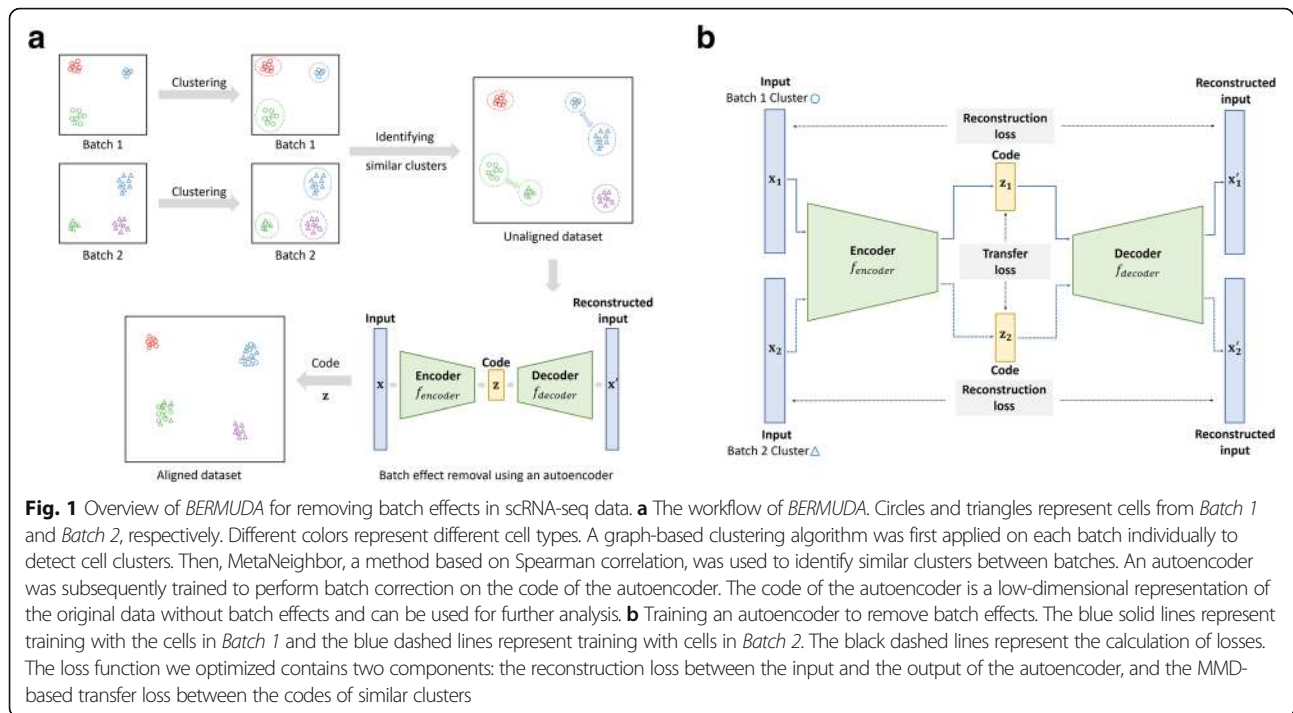 a
Clustering
Batch 1
Batch 1
Identifying
similar clusters
Clustering
Batch 2
Batch 2
Unaligned dataset
Reconstructed
input
Input
Code
Code
z
x
Encoder
f_encoder
z
Decoder
f_decoder
x'
Aligned dataset
Batch effect removal using an autoencoder
b
Input
Batch 1 Cluster
Reconstructed
input
Reconstruction
loss
Code
x₁
z₁
x'₁
Encoder
f_encoder
Transfer
loss
Decoder
f_decoder
x₂
z₂
x'₂
Code
Reconstruction
loss
Input
Batch 2 Cluster
Reconstructed
input
Fig. 1 Overview of BERMUDA for removing batch effects in scRNA-seq data. a The workflow of BERMUDA. Circles and triangles represent cells from Batch 1
and Batch 2, respectively. Different colors represent different cell types. A graph-based clustering algorithm was first applied on each batch individually to
detect cell clusters. Then, MetaNeighbor, a method based on Spearman correlation, was used to identify similar clusters between batches. An autoencoder
was subsequently trained to perform batch correction on the code of the autoencoder. The code of the autoencoder is a low-dimensional representation of
the original data without batch effects and can be used for further analysis. b Training an autoencoder to remove batch effects. The blue solid lines represent
training with the cells in Batch 1 and the blue dashed lines represent training with cells in Batch 2. The black dashed lines represent the calculation of losses.
The loss function we optimized contains two components: the reconstruction loss between the input and the output of the autoencoder, and the MMD-
based transfer loss between the codes of similar clusters